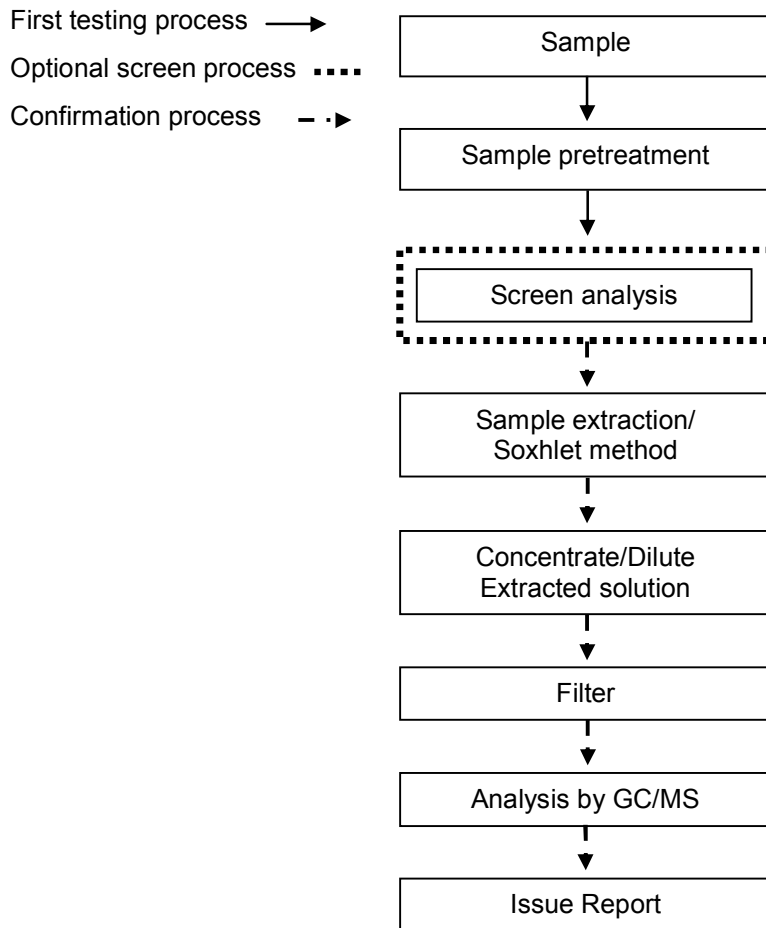 First testing process
Optional screen process
Confirmation process
Sample
Sample pretreatment
Screen analysis
Sample extraction/
Soxhlet method
Concentrate/Dilute
Extracted solution
Filter
Analysis by GC/MS
Issue Report